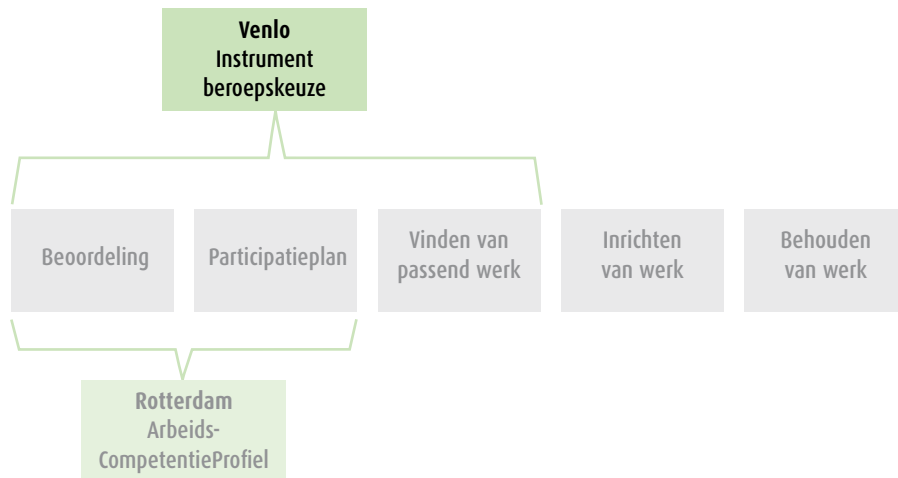 Venlo
Instrument
beroepskeuze
Beoordeling
Participatieplan
Vinden van
passend werk
Inrichten
van werk
Behouden
van werk
Rotterdam
Arbeids-
CompetentieProfiel